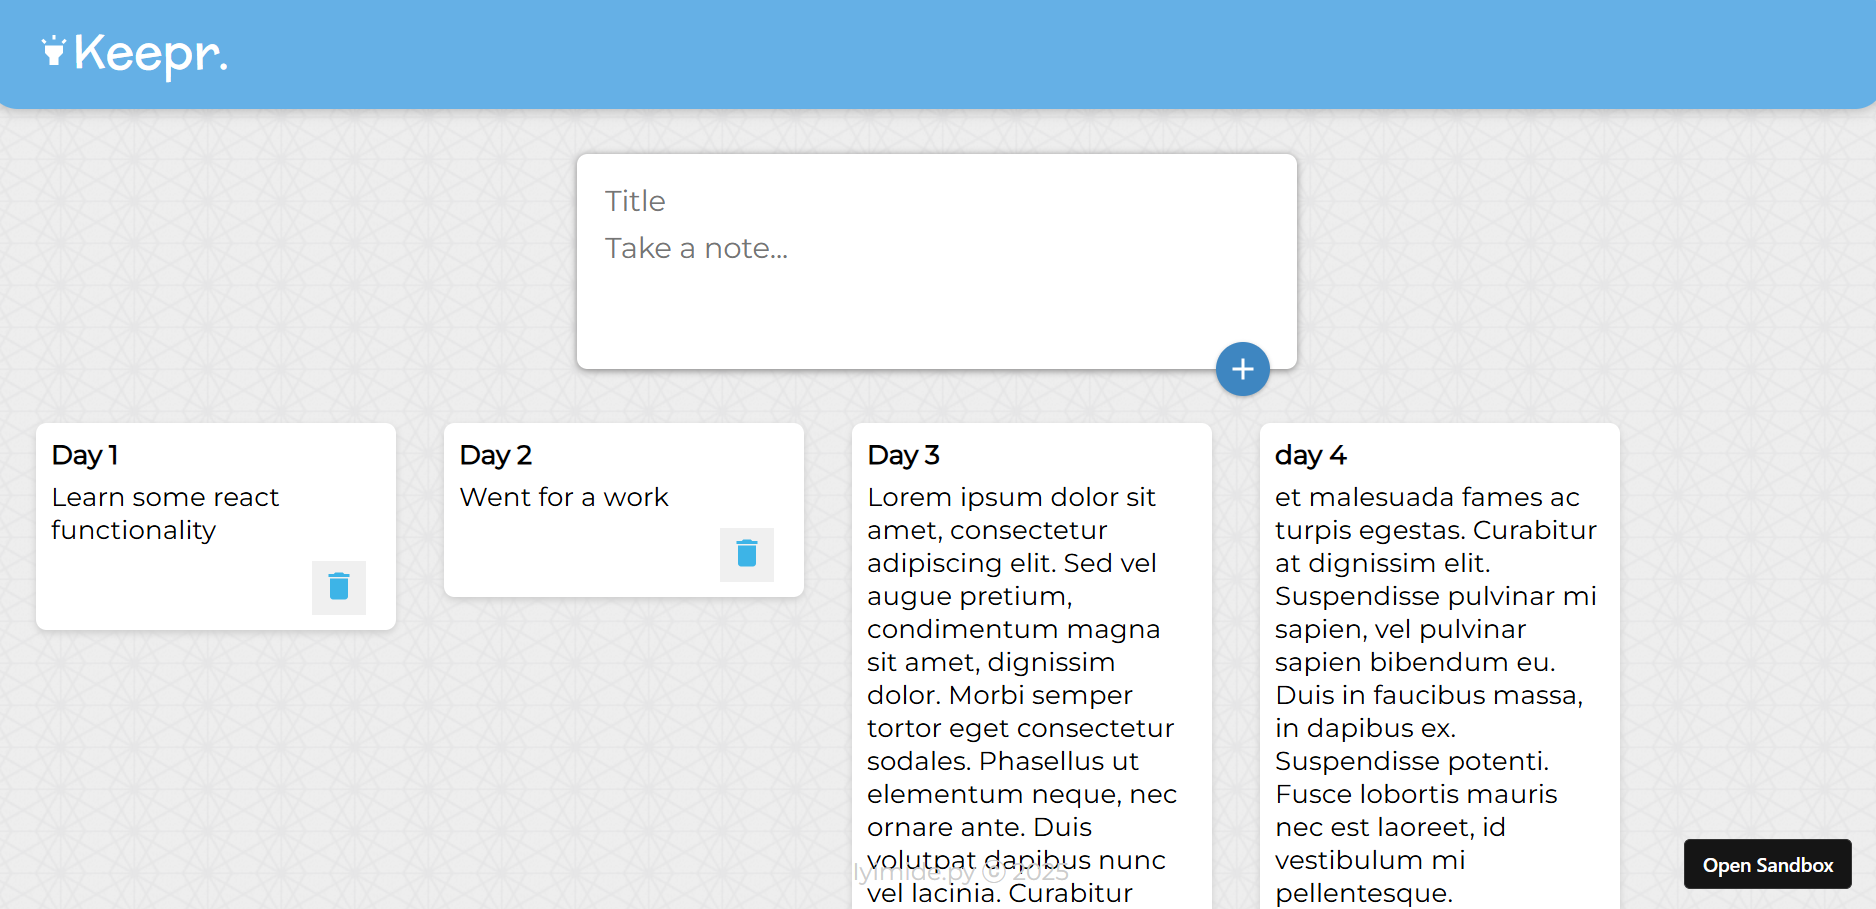 Keepr.
Title
Take a note...
Day 1
Learn some react
functionality
Day 2
Went for a work
Day 3
Lorem ipsum dolor sit
amet, consectetur
adipiscing elit. Sed vel
augue pretium,
condimentum magna
sit amet, dignissim
dolor. Morbi semper
tortor eget consectetur
sodales. Phasellus ut
elementum neque, nec
ornare ante. Duis
volutpat dapibus nunc
vel lacinia. Curabitur
day 4
et malesuada fames ac
turpis egestas. Curabitur
at dignissim elit.
Suspendisse pulvinar mi
sapien, vel pulvinar
sapien bibendum eu.
Duis in faucibus massa,
in dapibus ex.
Suspendisse potenti.
Fusce lobortis mauris
nec est laoreet, id
vestibulum mi
pellentesque.
ⓒ 2025
Open Sandbox